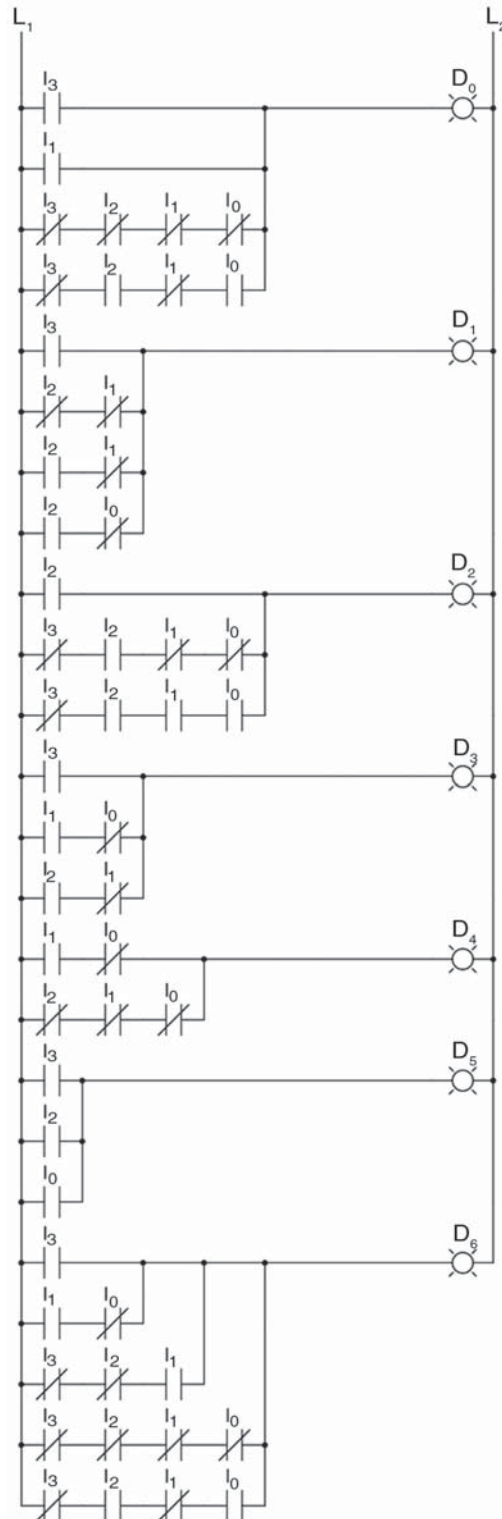 L₁ L₂
I₃ D₀
I₁
I₃ I₂ I₁ I₀
I₃ I₂ I₁ I₀
I₃ D₁
I₂ I₁
I₂ I₁
I₂ I₀
I₂ D₂
I₃ I₂ I₁ I₀
I₃ I₂ I₁ I₀
I₃ D₃
I₁ I₀
I₂ I₁
I₁ I₀ D₄
I₂ I₁ I₀
I₃ D₅
I₂
I₀
I₃ D₆
I₁ I₀
I₃ I₂ I₁
I₃ I₂ I₁ I₀
I₃ I₂ I₁ I₀